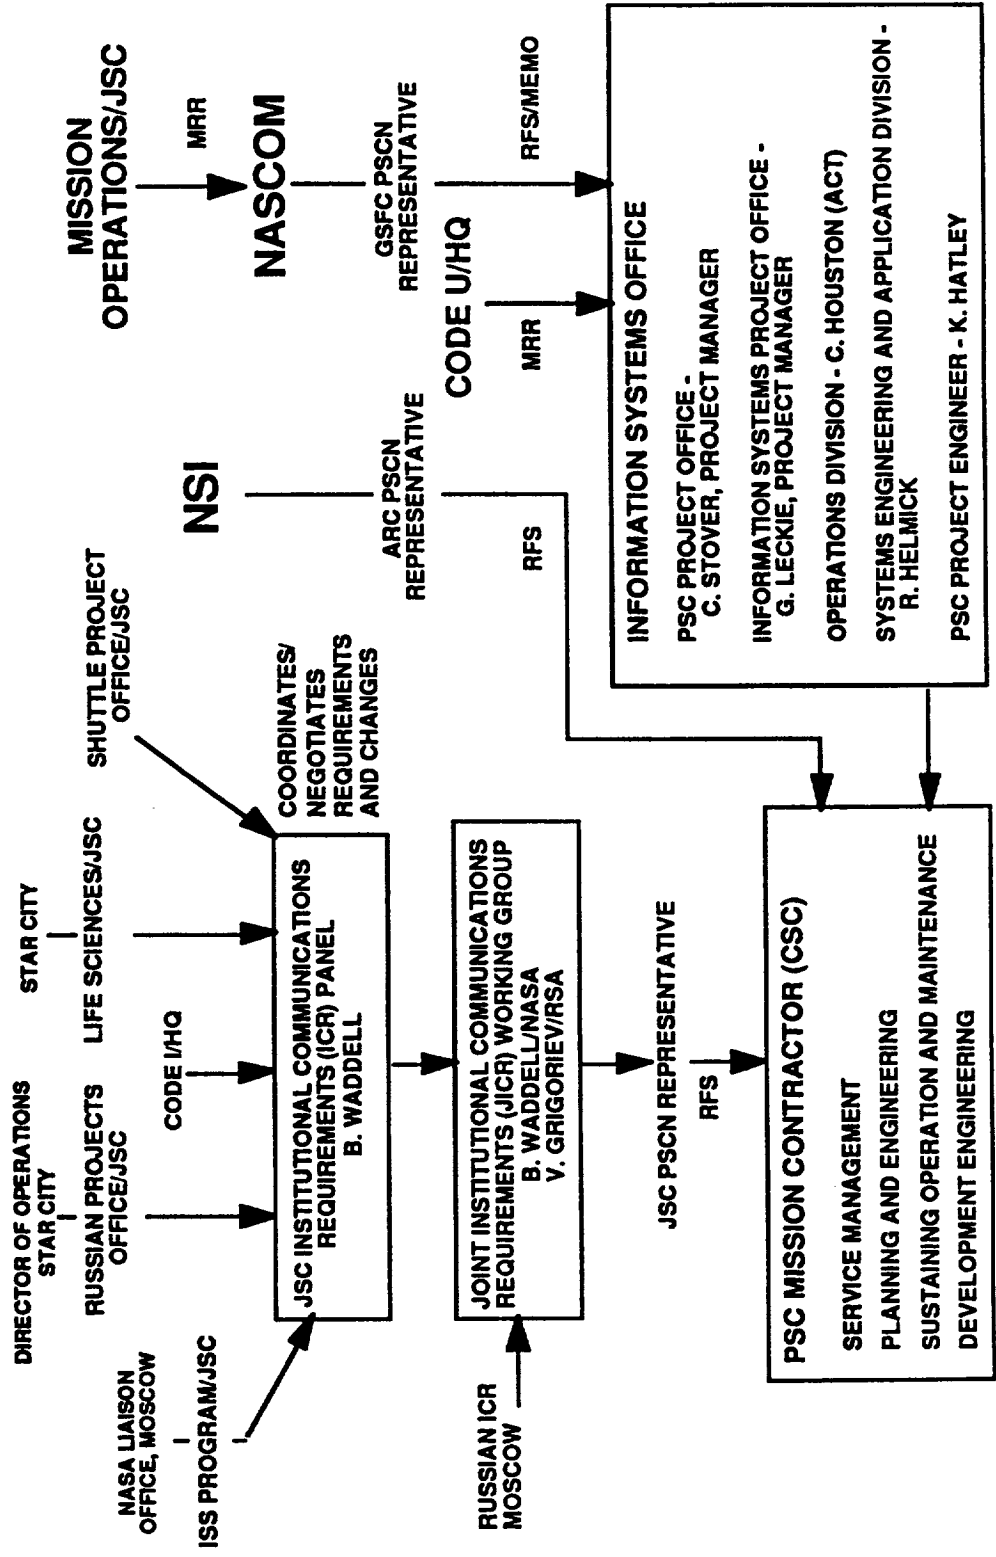 DIRECTOR OF OPERATIONS
STAR CITY
RUSSIAN PROJECTS
OFFICE/JSC
STAR CITY
LIFE SCIENCES/JSC
CODE I/HQ
SHUTTLE PROJECT
OFFICE/JSC
NASA LIAISON
OFFICE, MOSCOW
ISS PROGRAM/JSC
JSC INSTITUTIONAL COMMUNICATIONS
REQUIREMENTS (ICR) PANEL
B. WADDELL
COORDINATES/
NEGOTIATES
REQUIREMENTS
AND CHANGES
RUSSIAN ICR
MOSCOW
JOINT INSTITUTIONAL COMMUNICATIONS
REQUIREMENTS (JICR) WORKING GROUP
B. WADDELL/NASA
V. GRIGORIEV/RSA
JSC PSCN REPRESENTATIVE
RFS
PSC MISSION CONTRACTOR (CSC)
SERVICE MANAGEMENT
PLANNING AND ENGINEERING
SUSTAINING OPERATION AND MAINTENANCE
DEVELOPMENT ENGINEERING
NSI
ARC PSCN
REPRESENTATIVE
RFS
MISSION
OPERATIONS/JSC
MRR
NASCOM
GSFC PSCN
REPRESENTATIVE
RFS/MEMO
CODE U/HQ
MRR
INFORMATION SYSTEMS OFFICE
PSC PROJECT OFFICE -
C. STOVER, PROJECT MANAGER
INFORMATION SYSTEMS PROJECT OFFICE -
G. LECKIE, PROJECT MANAGER
OPERATIONS DIVISION - C. HOUSTON (ACT)
SYSTEMS ENGINEERING AND APPLICATION DIVISION -
R. HELMICK
PSC PROJECT ENGINEER - K. HATLEY